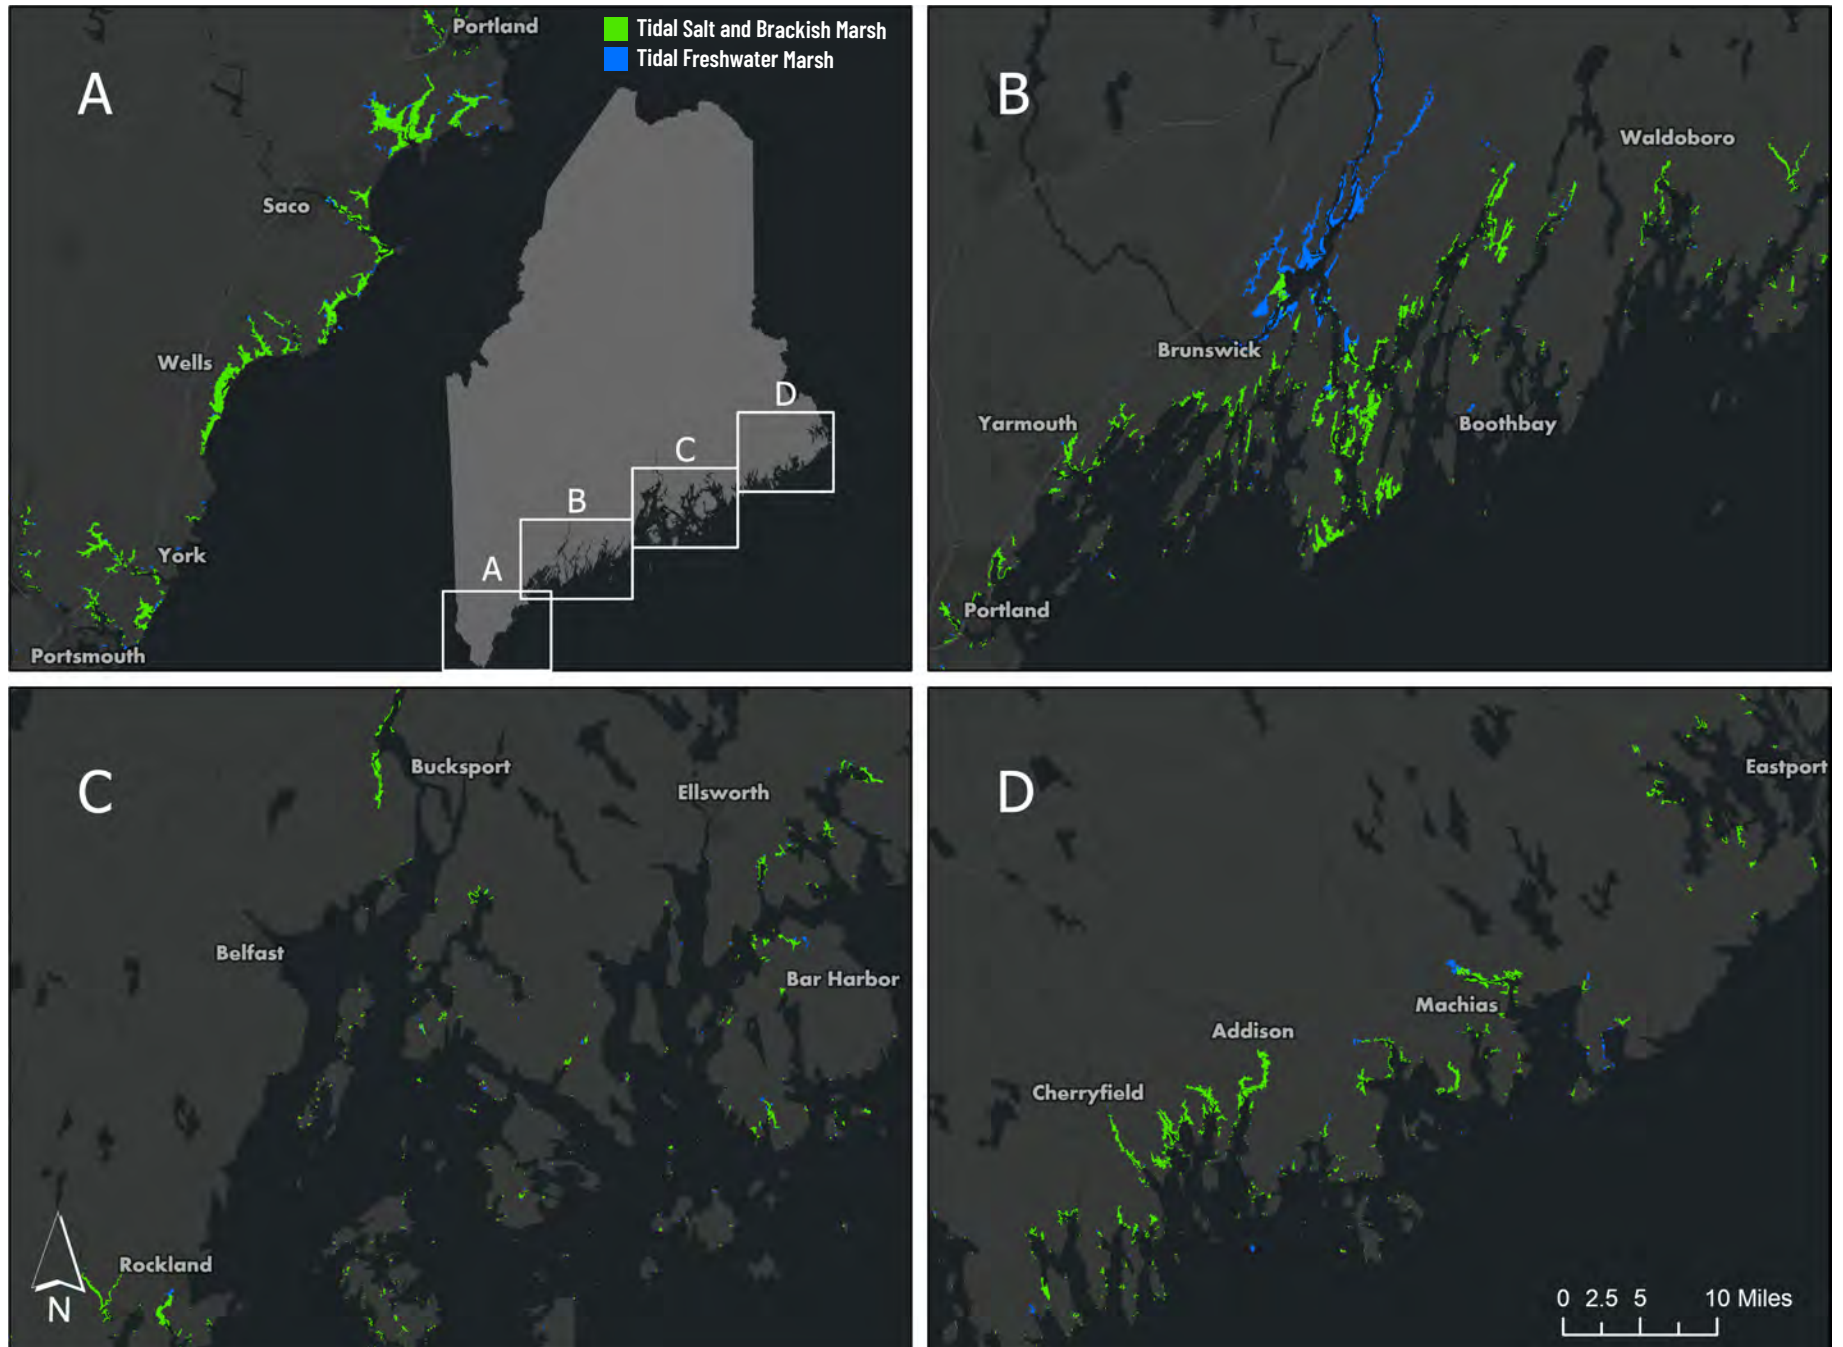 Portland
Tidal Salt and Brackish Marsh
Tidal Freshwater Marsh
A
Saco
Wells
York
Portsmouth
D
C
B
A
B
Waldoboro
Brunswick
Yarmouth
Boothbay
Portland
C
Bucksport
Ellsworth
Belfast
Bar Harbor
Rockland
N
D
Eastport
Machias
Addison
Cherryfield
0 2.5 5 10 Miles